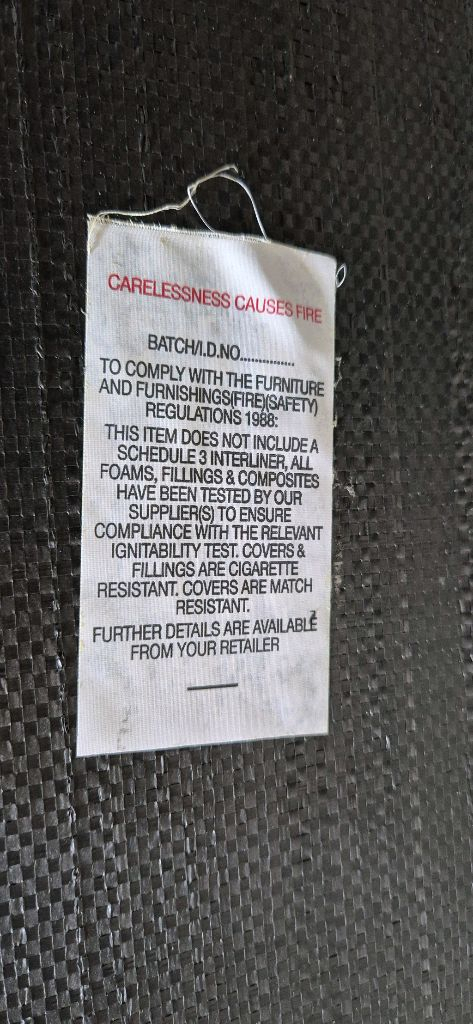 CARELESSNESS CAUSES FIRE
BATCH/I.D.NO...............
TO COMPLY WITH THE FURNITURE
AND FURNISHINGS(FIRE)(SAFETY)
REGULATIONS 1988:
THIS ITEM DOES NOT INCLUDE A
SCHEDULE 3 INTERLINER, ALL
FOAMS, FILLINGS & COMPOSITES
HAVE BEEN TESTED BY OUR
SUPPLIER(S) TO ENSURE
COMPLIANCE WITH THE RELEVANT
IGNITABILITY TEST. COVERS &
FILLINGS ARE CIGARETTE
RESISTANT. COVERS ARE MATCH
RESISTANT.
FURTHER DETAILS ARE AVAILABLE
FROM YOUR RETAILER